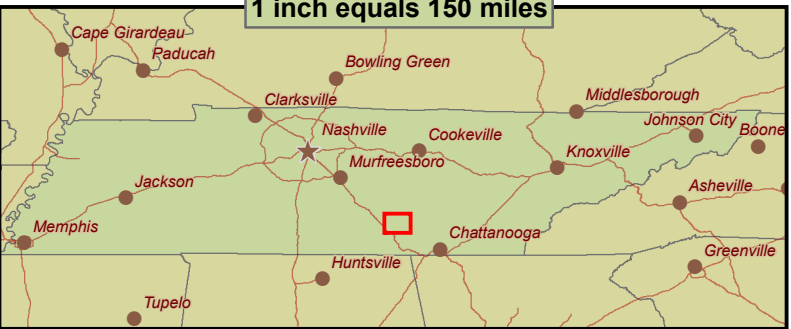 1 inch equals 150 miles
Cape Girardeau
Paducah
Bowling Green
Clarksville
Middlesborough
Nashville
Cookeville
Johnson City
Boone
Murfreesboro
Knoxville
Jackson
Asheville
Memphis
Chattanooga
Greenville
Huntsville
Tupelo